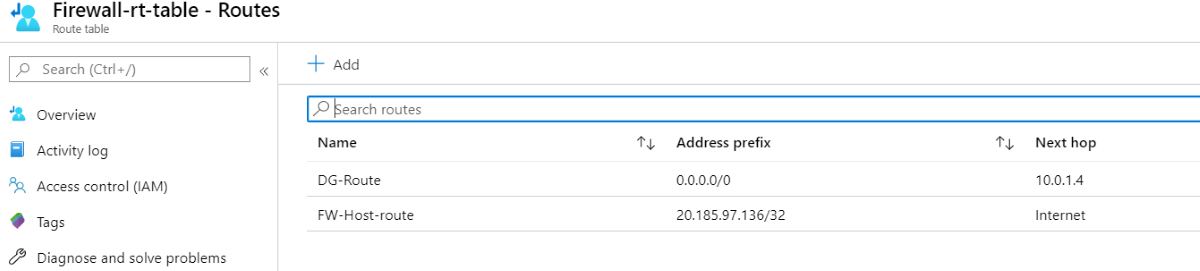 Firewall-rt-table - Routes
Route table
Search (Ctrl+/)
«
Overview
Activity log
Access control (IAM)
Tags
Diagnose and solve problems
+ Add
Search routes
Name ↑↓ Address prefix ↑↓ Next hop
DG-Route 0.0.0.0/0 10.0.1.4
FW-Host-route 20.185.97.136/32 Internet